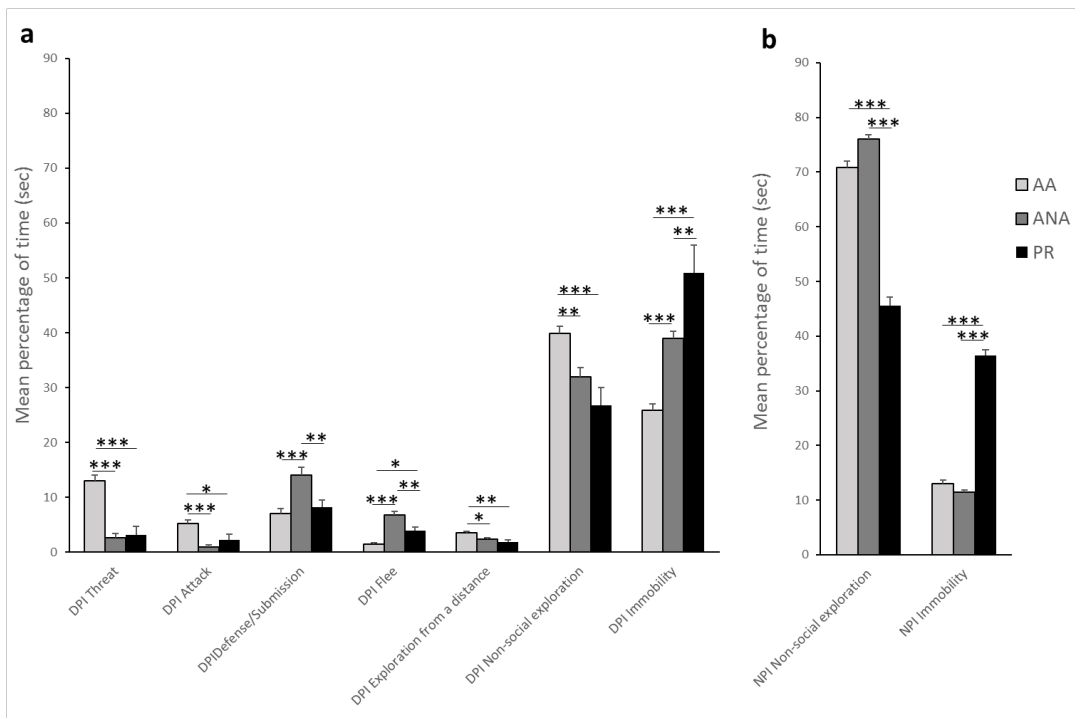 a
Mean percentage of time (sec)
90
80
70
60
50
40
30
20
10
0
***
***
*
***
***
**
*
***
**
**
*
***
**
***
**
***
DPI Threat
DPI Attack
DPIDefense/Submission
DPI Flee
DPI Exploration from a distance
DPI Non-social exploration
DPI Immobility
b
Mean percentage of time (sec)
90
80
70
60
50
40
30
20
10
0
***
***
***
***
NPI Non-social exploration
NPI Immobility
AA
ANA
PR